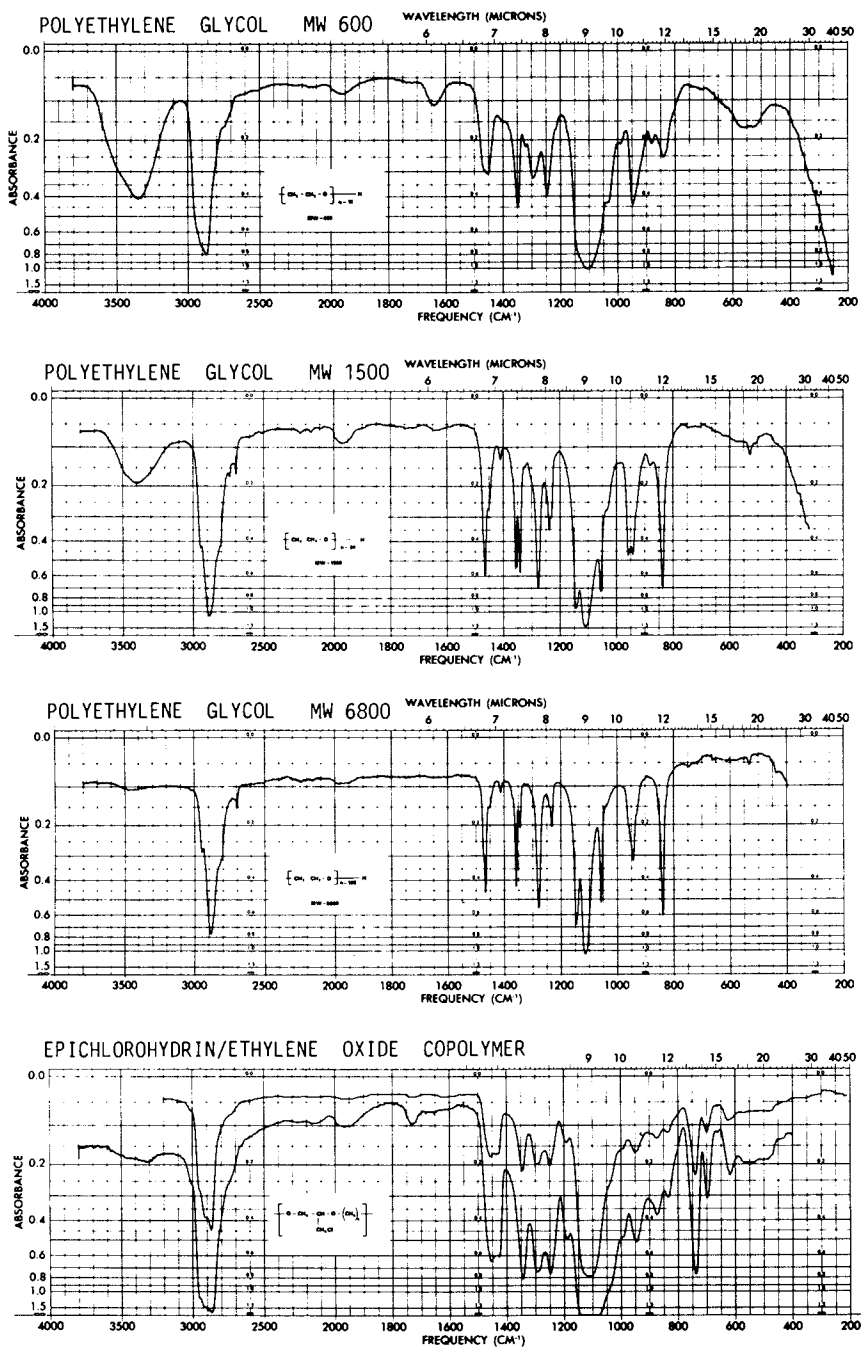 WAVELENGTH (MICRONS)
POLYETHYLENE GLYCOL MW 600
6 7 8 9 10 12 15 20 30 40 50
ABSORBANCE
0.0
0.2
0.4
0.6
0.8
1.0
1.5
4000 3500 3000 2500 2000 1800 1600 1400 1200 1000 800 600 400 200
FREQUENCY (CM⁻¹)
WAVELENGTH (MICRONS)
POLYETHYLENE GLYCOL MW 1500
6 7 8 9 10 12 15 20 30 40 50
ABSORBANCE
0.0
0.2
0.4
0.6
0.8
1.0
1.5
4000 3500 3000 2500 2000 1800 1600 1400 1200 1000 800 600 400 200
FREQUENCY (CM⁻¹)
WAVELENGTH (MICRONS)
POLYETHYLENE GLYCOL MW 6800
6 7 8 9 10 12 15 20 30 40 50
ABSORBANCE
0.0
0.2
0.4
0.6
0.8
1.0
1.5
4000 3500 3000 2500 2000 1800 1600 1400 1200 1000 800 600 400 200
FREQUENCY (CM⁻¹)
EPICHLOROHYDRIN/ETHYLENE OXIDE COPOLYMER
9 10 12 15 20 30 40 50
ABSORBANCE
0.0
0.2
0.4
0.6
0.8
1.0
1.5
4000 3500 3000 2500 2000 1800 1600 1400 1200 1000 800 600 400 200
FREQUENCY (CM⁻¹)